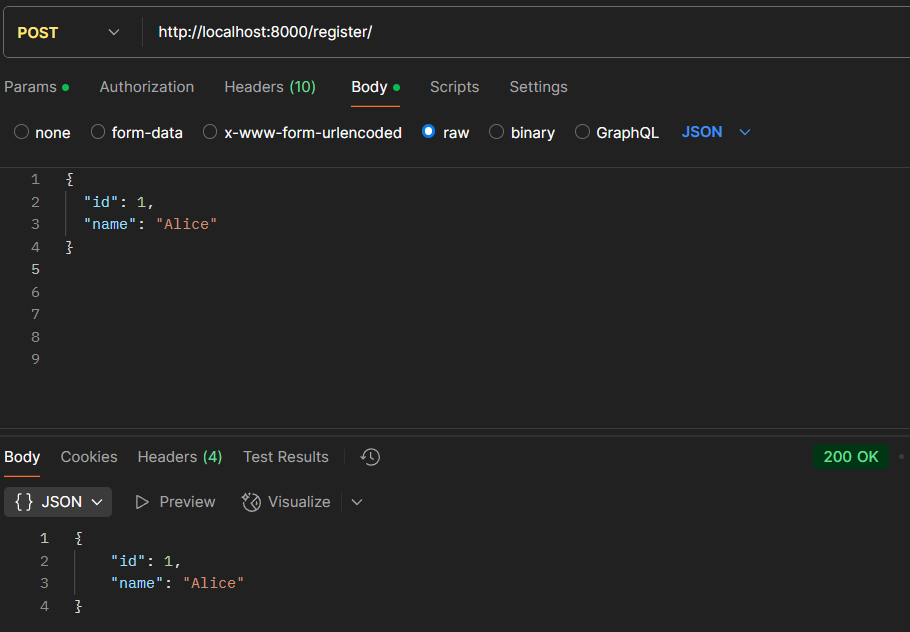 POST http://localhost:8000/register/
Params Authorization Headers (10) Body Scripts Settings
none form-data x-www-form-urlencoded raw binary GraphQL JSON
1 {
2 "id": 1,
3 "name": "Alice"
4 }
5
6
7
8
9
Body Cookies Headers (4) Test Results 200 OK
{} JSON Preview Visualize
1 {
2 "id": 1,
3 "name": "Alice"
4 }